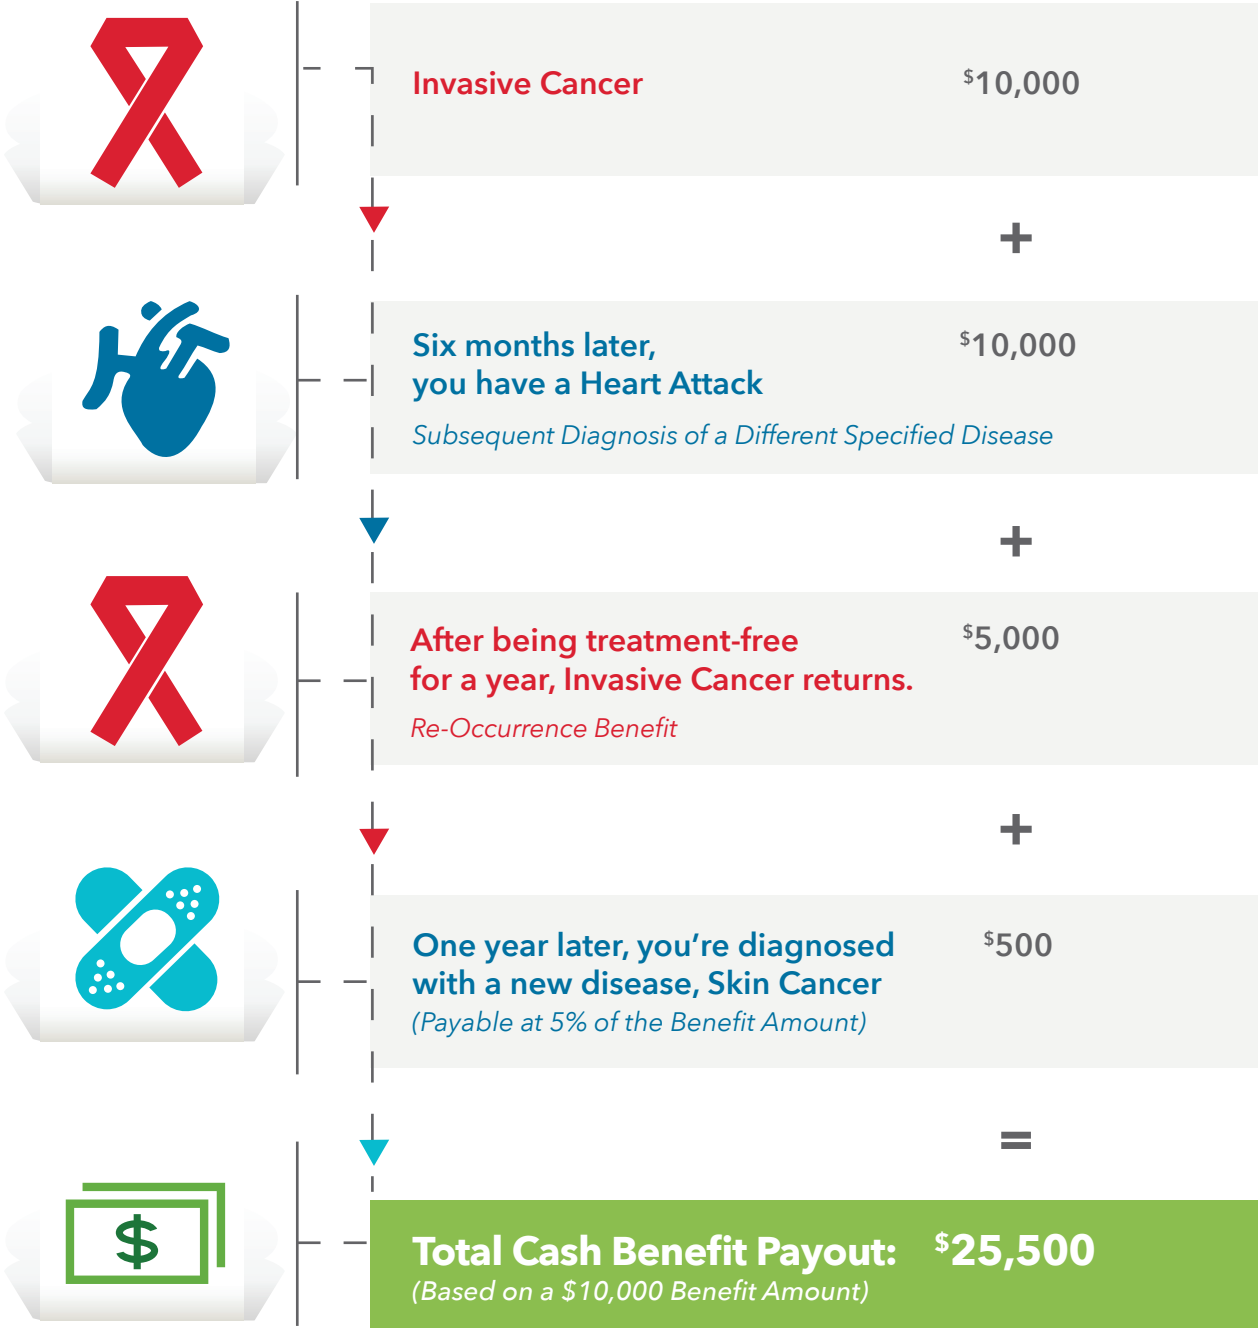 Invasive Cancer $10,000
+
Six months later, $10,000
you have a Heart Attack
Subsequent Diagnosis of a Different Specified Disease
+
After being treatment-free $5,000
for a year, Invasive Cancer returns.
Re-Occurrence Benefit
+
One year later, you’re diagnosed $500
with a new disease, Skin Cancer
(Payable at 5% of the Benefit Amount)
=
$
Total Cash Benefit Payout: $25,500
(Based on a $10,000 Benefit Amount)